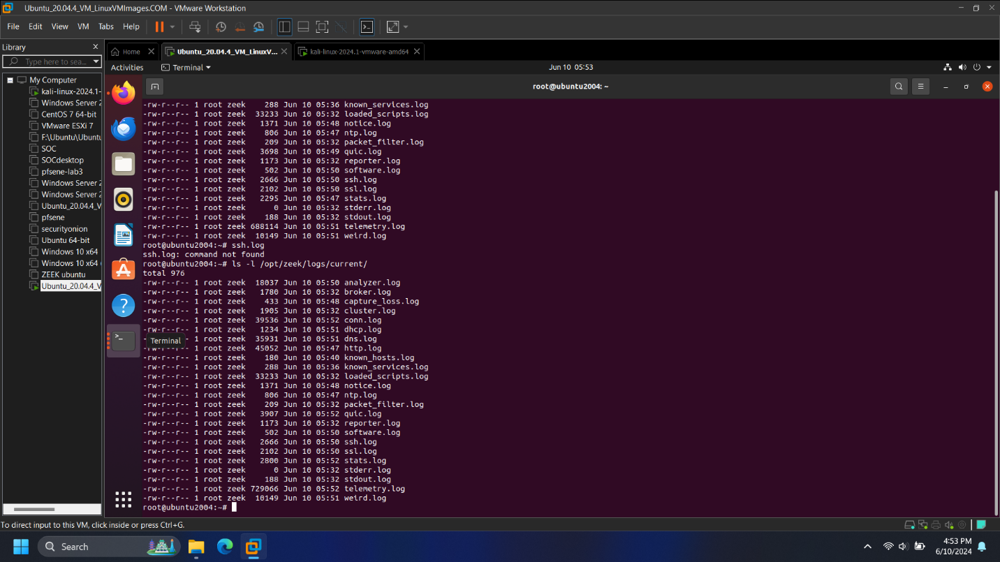 Ubuntu_20.04.4_VM_LinuxVMImages.COM - VMware Workstation
File Edit View VM Tabs Help
Library
Type here to sea...
My Computer
kali-linux-2024.1-
Windows Server 2
CentOS 7 64-bit
VMware ESXi 7
F:\Ubuntu\Ubuntu
SOC
SOCdesktop
pfsene-lab3
Windows Server 2
Windows Server 2
Ubuntu_20.04.4_V
pfsene
securityonion
Ubuntu 64-bit
Windows 10 x64
Windows 10 x64
ZEEK ubuntu
Ubuntu_20.04.4_V
Home
Ubuntu_20.04.4_VM_LinuxV...
kali-linux-2024.1-vmware-amd64
Activities
Terminal
Jun 10 05:53
root@ubuntu2004: ~
-rw-r--r-- 1 root zeek    288 Jun 10 05:36 known_services.log
-rw-r--r-- 1 root zeek  33233 Jun 10 05:32 loaded_scripts.log
-rw-r--r-- 1 root zeek   1371 Jun 10 05:48 notice.log
-rw-r--r-- 1 root zeek    806 Jun 10 05:47 ntp.log
-rw-r--r-- 1 root zeek    209 Jun 10 05:32 packet_filter.log
-rw-r--r-- 1 root zeek   3698 Jun 10 05:49 quic.log
-rw-r--r-- 1 root zeek   1173 Jun 10 05:32 reporter.log
-rw-r--r-- 1 root zeek    502 Jun 10 05:50 software.log
-rw-r--r-- 1 root zeek   2666 Jun 10 05:50 ssh.log
-rw-r--r-- 1 root zeek   2102 Jun 10 05:50 ssl.log
-rw-r--r-- 1 root zeek   2295 Jun 10 05:47 stats.log
-rw-r--r-- 1 root zeek      0 Jun 10 05:32 stderr.log
-rw-r--r-- 1 root zeek    188 Jun 10 05:32 stdout.log
-rw-r--r-- 1 root zeek 688114 Jun 10 05:51 telemetry.log
-rw-r--r-- 1 root zeek  10149 Jun 10 05:51 weird.log
root@ubuntu2004:~# ssh.log
ssh.log: command not found
root@ubuntu2004:~# ls -l /opt/zeek/logs/current/
total 976
-rw-r--r-- 1 root zeek  18037 Jun 10 05:50 analyzer.log
-rw-r--r-- 1 root zeek   1780 Jun 10 05:32 broker.log
-rw-r--r-- 1 root zeek    433 Jun 10 05:48 capture_loss.log
-rw-r--r-- 1 root zeek   1905 Jun 10 05:32 cluster.log
-rw-r--r-- 1 root zeek  39536 Jun 10 05:52 conn.log
-rw-r--r-- 1 root zeek   1234 Jun 10 05:51 dhcp.log
-rw-r--r-- 1 root zeek  35931 Jun 10 05:51 dns.log
Terminal
-rw-r--r-- 1 root zeek  45052 Jun 10 05:47 http.log
-rw-r--r-- 1 root zeek    180 Jun 10 05:40 known_hosts.log
-rw-r--r-- 1 root zeek    288 Jun 10 05:36 known_services.log
-rw-r--r-- 1 root zeek  33233 Jun 10 05:32 loaded_scripts.log
-rw-r--r-- 1 root zeek   1371 Jun 10 05:48 notice.log
-rw-r--r-- 1 root zeek    806 Jun 10 05:47 ntp.log
-rw-r--r-- 1 root zeek    209 Jun 10 05:32 packet_filter.log
-rw-r--r-- 1 root zeek   3907 Jun 10 05:52 quic.log
-rw-r--r-- 1 root zeek   1173 Jun 10 05:32 reporter.log
-rw-r--r-- 1 root zeek    502 Jun 10 05:50 software.log
-rw-r--r-- 1 root zeek   2666 Jun 10 05:50 ssh.log
-rw-r--r-- 1 root zeek   2102 Jun 10 05:50 ssl.log
-rw-r--r-- 1 root zeek   2800 Jun 10 05:52 stats.log
-rw-r--r-- 1 root zeek      0 Jun 10 05:32 stderr.log
-rw-r--r-- 1 root zeek    188 Jun 10 05:32 stdout.log
-rw-r--r-- 1 root zeek 729066 Jun 10 05:52 telemetry.log
-rw-r--r-- 1 root zeek  10149 Jun 10 05:51 weird.log
root@ubuntu2004:~#
To direct input to this VM, click inside or press Ctrl+G.
Search
4:53 PM
6/10/2024